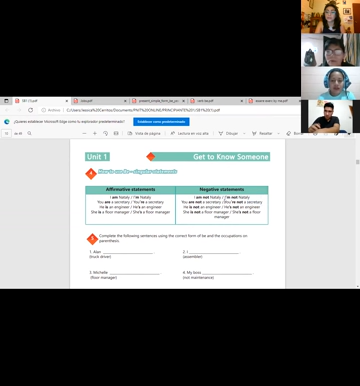 Archivo
¿Quieres establecer Microsoft Edge como tu explorador predeterminado?
Establecer como predeterminado
Vista de página
Lectura en voz alta
Dibujar
Resaltar
Unit 1
Get to Know Someone
How to use Be – singular statements
Affirmative statements
Negative statements
I am Nataly / I'm Nataly
I am not Nataly / I'm not Nataly
You are a secretary / You're a secretary
You are not a secretary / You're not a secretary
He is an engineer / He's an engineer
He is not an engineer / He's not an engineer
She is a floor manager / She's a floor manager
She is not a floor manager / She's not a floor
manager
Complete the following sentences using the correct form of be and the occupations on
parenthesis.
1. Alan
2. I
(truck driver)
(assembler)
3. Michelle
4. My boss
(floor manager)
(not maintenance)